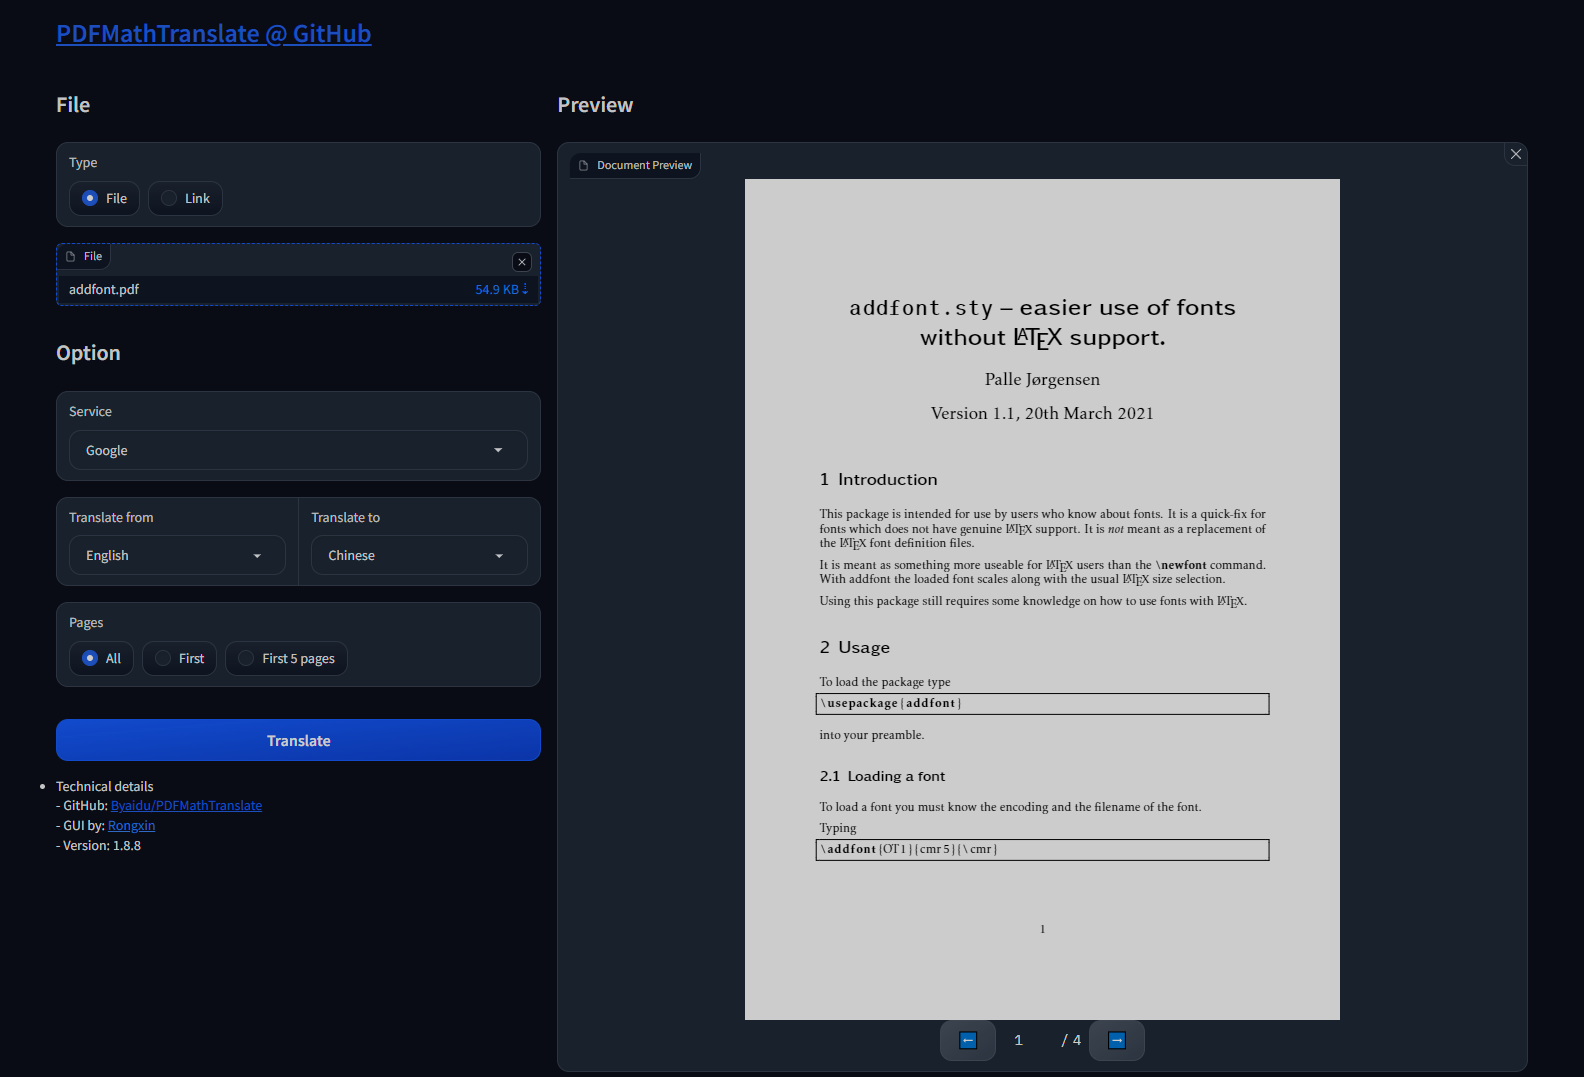 PDFMathTranslate @ GitHub
File
Type
File
Link
File
addfont.pdf
54.9 KB ⇣
Option
Service
Google
Translate from
English
Translate to
Chinese
Pages
All
First
First 5 pages
Translate
Technical details
- GitHub: Byaidu/PDFMathTranslate
- GUI by: Rongxin
- Version: 1.8.8
Preview
Document Preview
addfont.sty – easier use of fonts
without LATEX support.
Palle Jørgensen
Version 1.1, 20th March 2021
1 Introduction
This package is intended for use by users who know about fonts. It is a quick-fix for
fonts which does not have genuine LATEX support. It is not meant as a replacement of
the LATEX font definition files.
It is meant as something more useable for LATEX users than the \newfont command.
With addfont the loaded font scales along with the usual LATEX size selection.
Using this package still requires some knowledge on how to use fonts with LATEX.
2 Usage
To load the package type
\usepackage{addfont}
into your preamble.
2.1 Loading a font
To load a font you must know the encoding and the filename of the font.
Typing
\addfont{OT1}{cmr5}{\cmr}
1
1 / 4